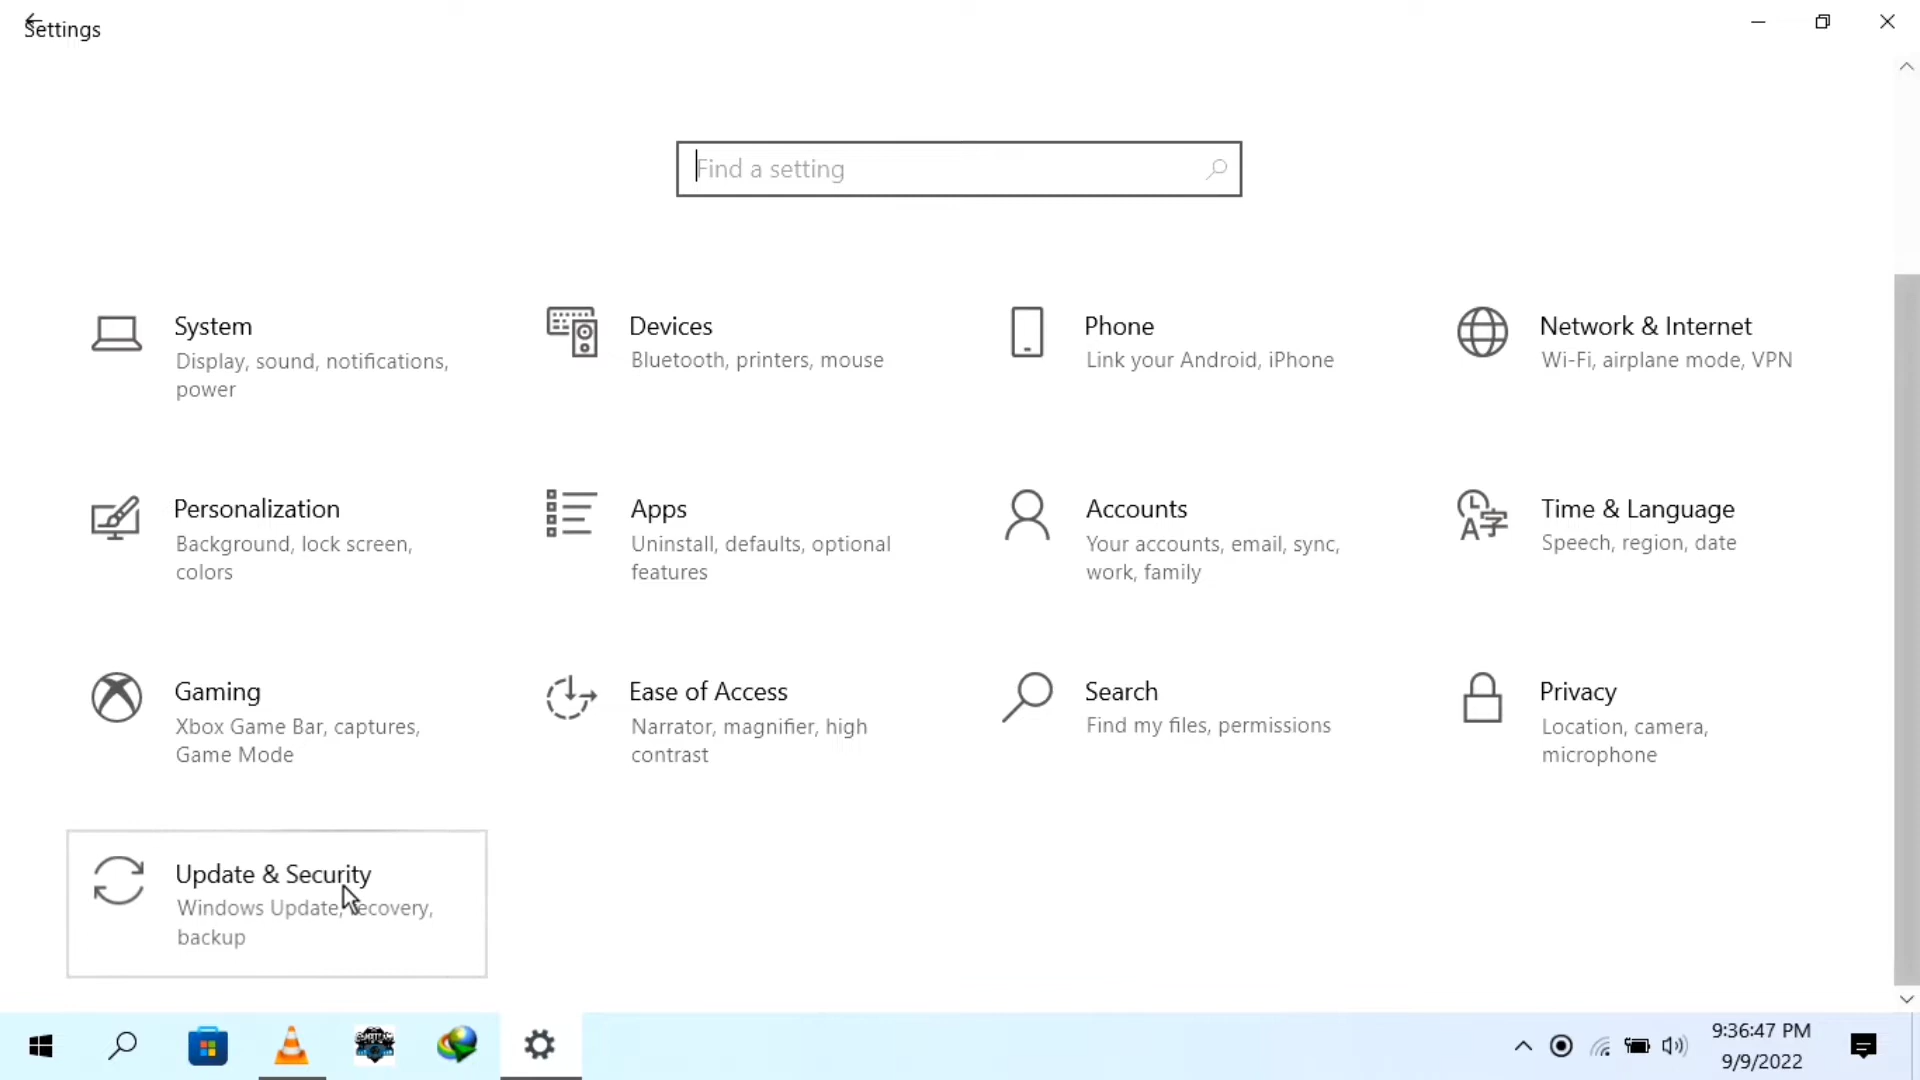 Settings
Find a setting
System
Display, sound, notifications,
power
Devices
Bluetooth, printers, mouse
Phone
Link your Android, iPhone
Network & Internet
Wi-Fi, airplane mode, VPN
Personalization
Background, lock screen,
colors
Apps
Uninstall, defaults, optional
features
Accounts
Your accounts, email, sync,
work, family
Time & Language
Speech, region, date
Gaming
Xbox Game Bar, captures,
Game Mode
Ease of Access
Narrator, magnifier, high
contrast
Search
Find my files, permissions
Privacy
Location, camera,
microphone
Update & Security
Windows Update, recovery,
backup
9:36:47 PM
9/9/2022